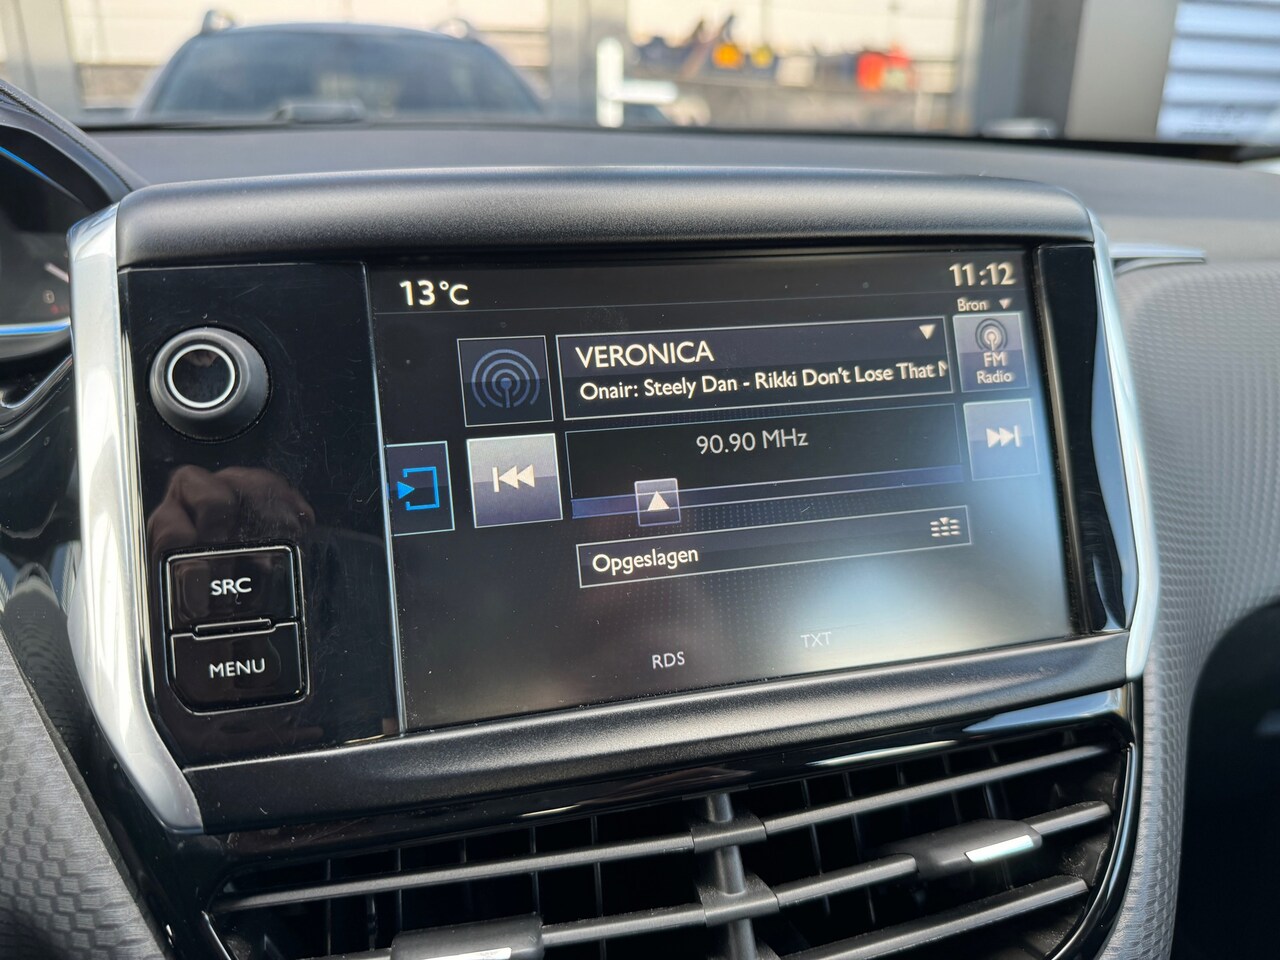 13°C
11:12
Bron
VERONICA
Onair: Steely Dan - Rikki Don't Lose That
FM
Radio
90.90 MHz
Opgeslagen
SRC
MENU
RDS
TXT